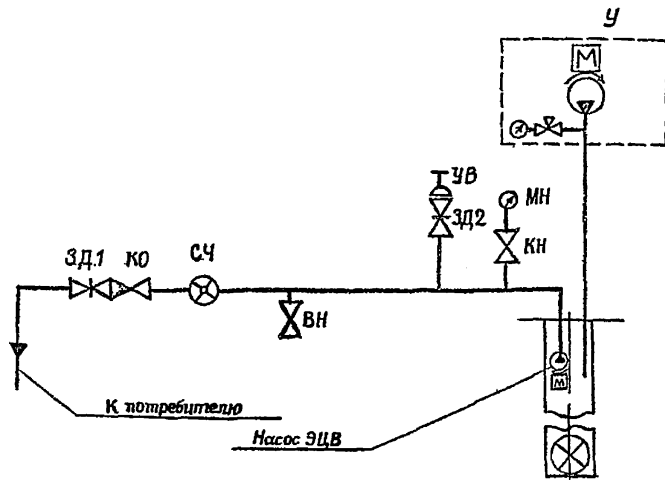 У
М
УВ
ЗД2
МН
КН
ЗД.1
КО
СЧ
ВН
М
К потребителю
Насос ЭЦВ